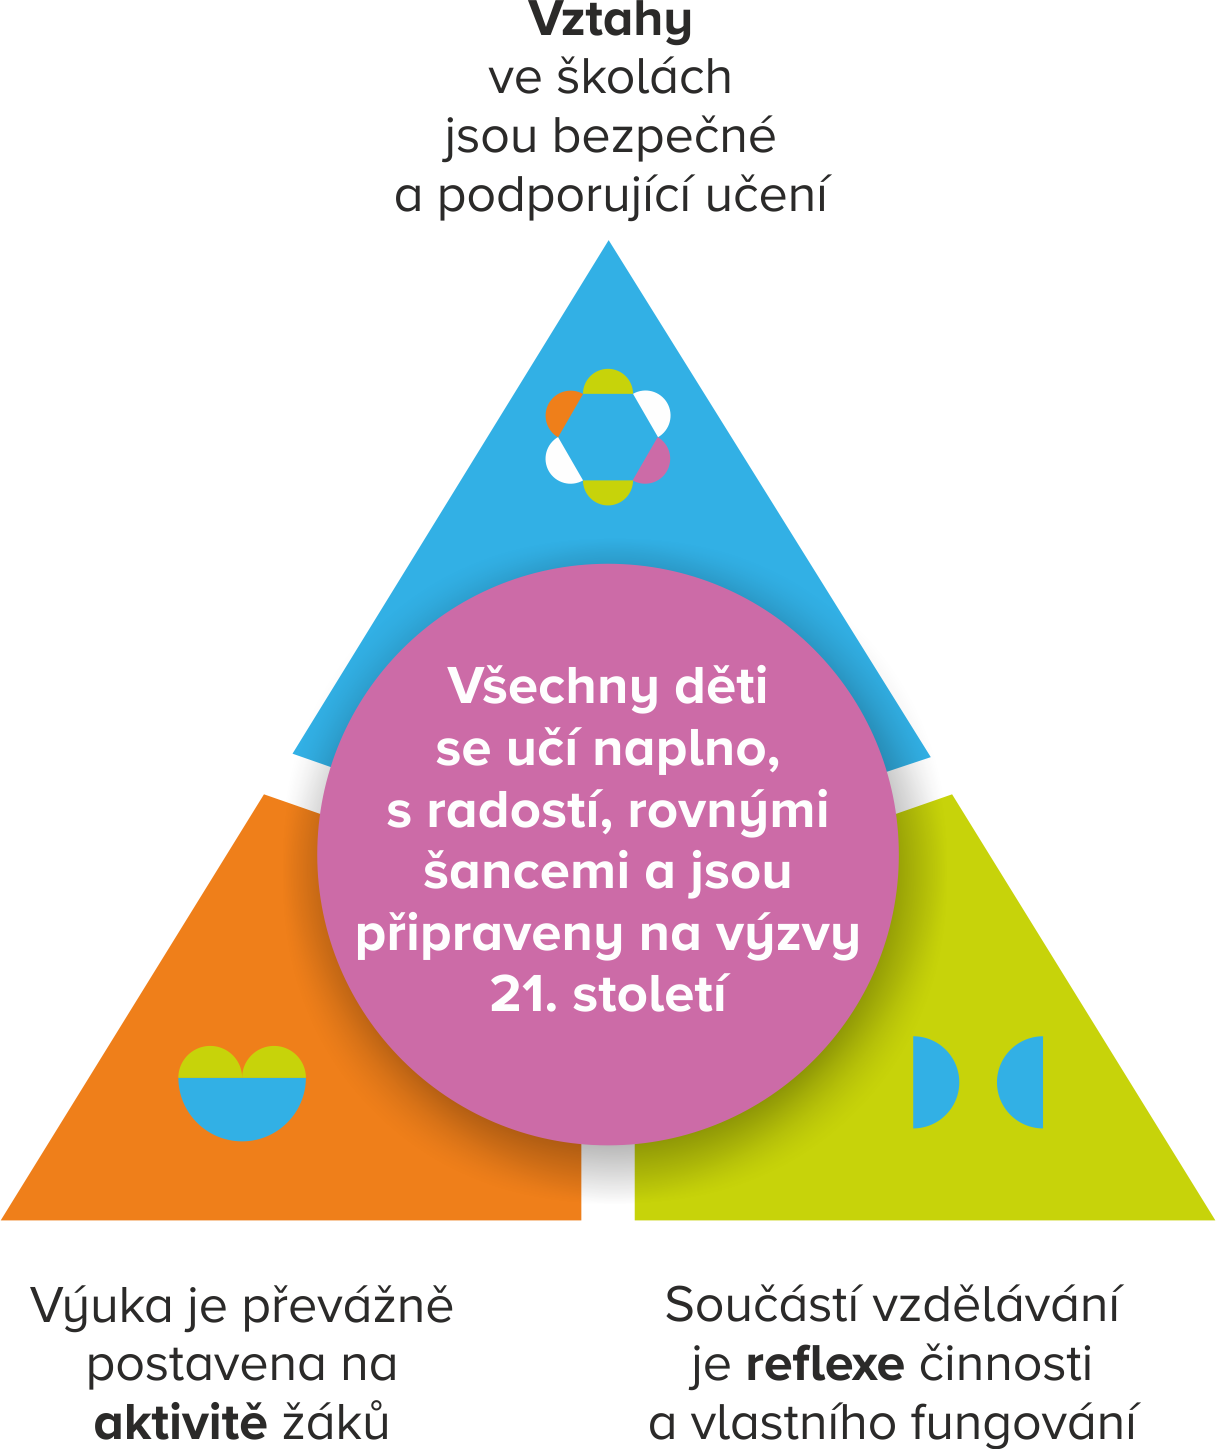 Vztahy
ve školách
jsou bezpečné
a podporující učení
Všechny děti
se učí naplno,
s radostí, rovnými
šancemi a jsou
připraveny na výzvy
21. století
Výuka je převážně
postavena na
aktivitě žáků
Součástí vzdělávání
je reflexe činnosti
a vlastního fungování